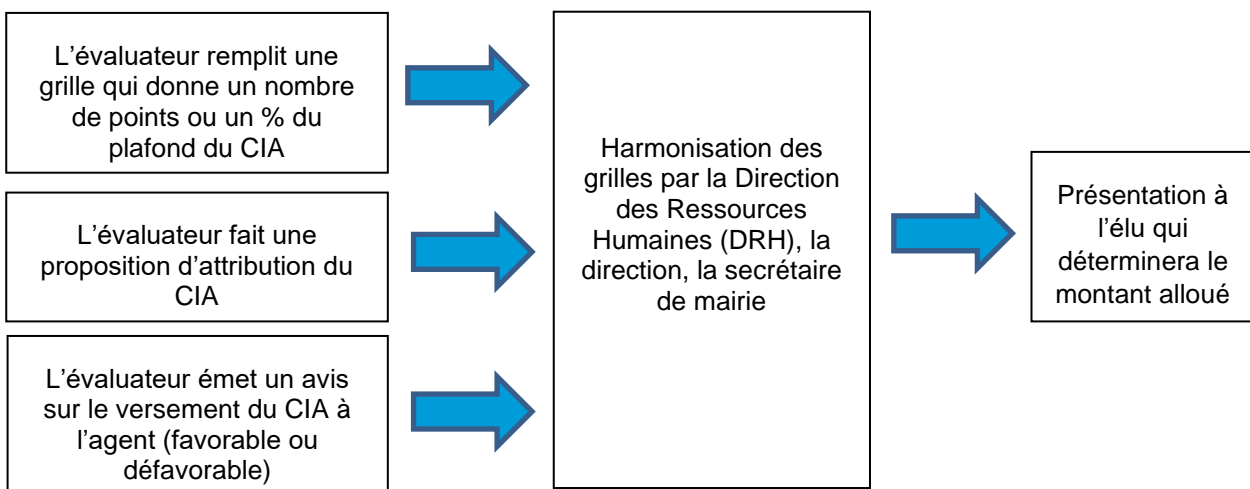 L’évaluateur remplit une
grille qui donne un nombre
de points ou un % du
plafond du CIA
L’évaluateur fait une
proposition d’attribution du
CIA
L’évaluateur émet un avis
sur le versement du CIA à
l’agent (favorable ou
défavorable)
Harmonisation des
grilles par la Direction
des Ressources
Humaines (DRH), la
direction, la secrétaire
de mairie
Présentation à
l’élu qui
déterminera le
montant alloué